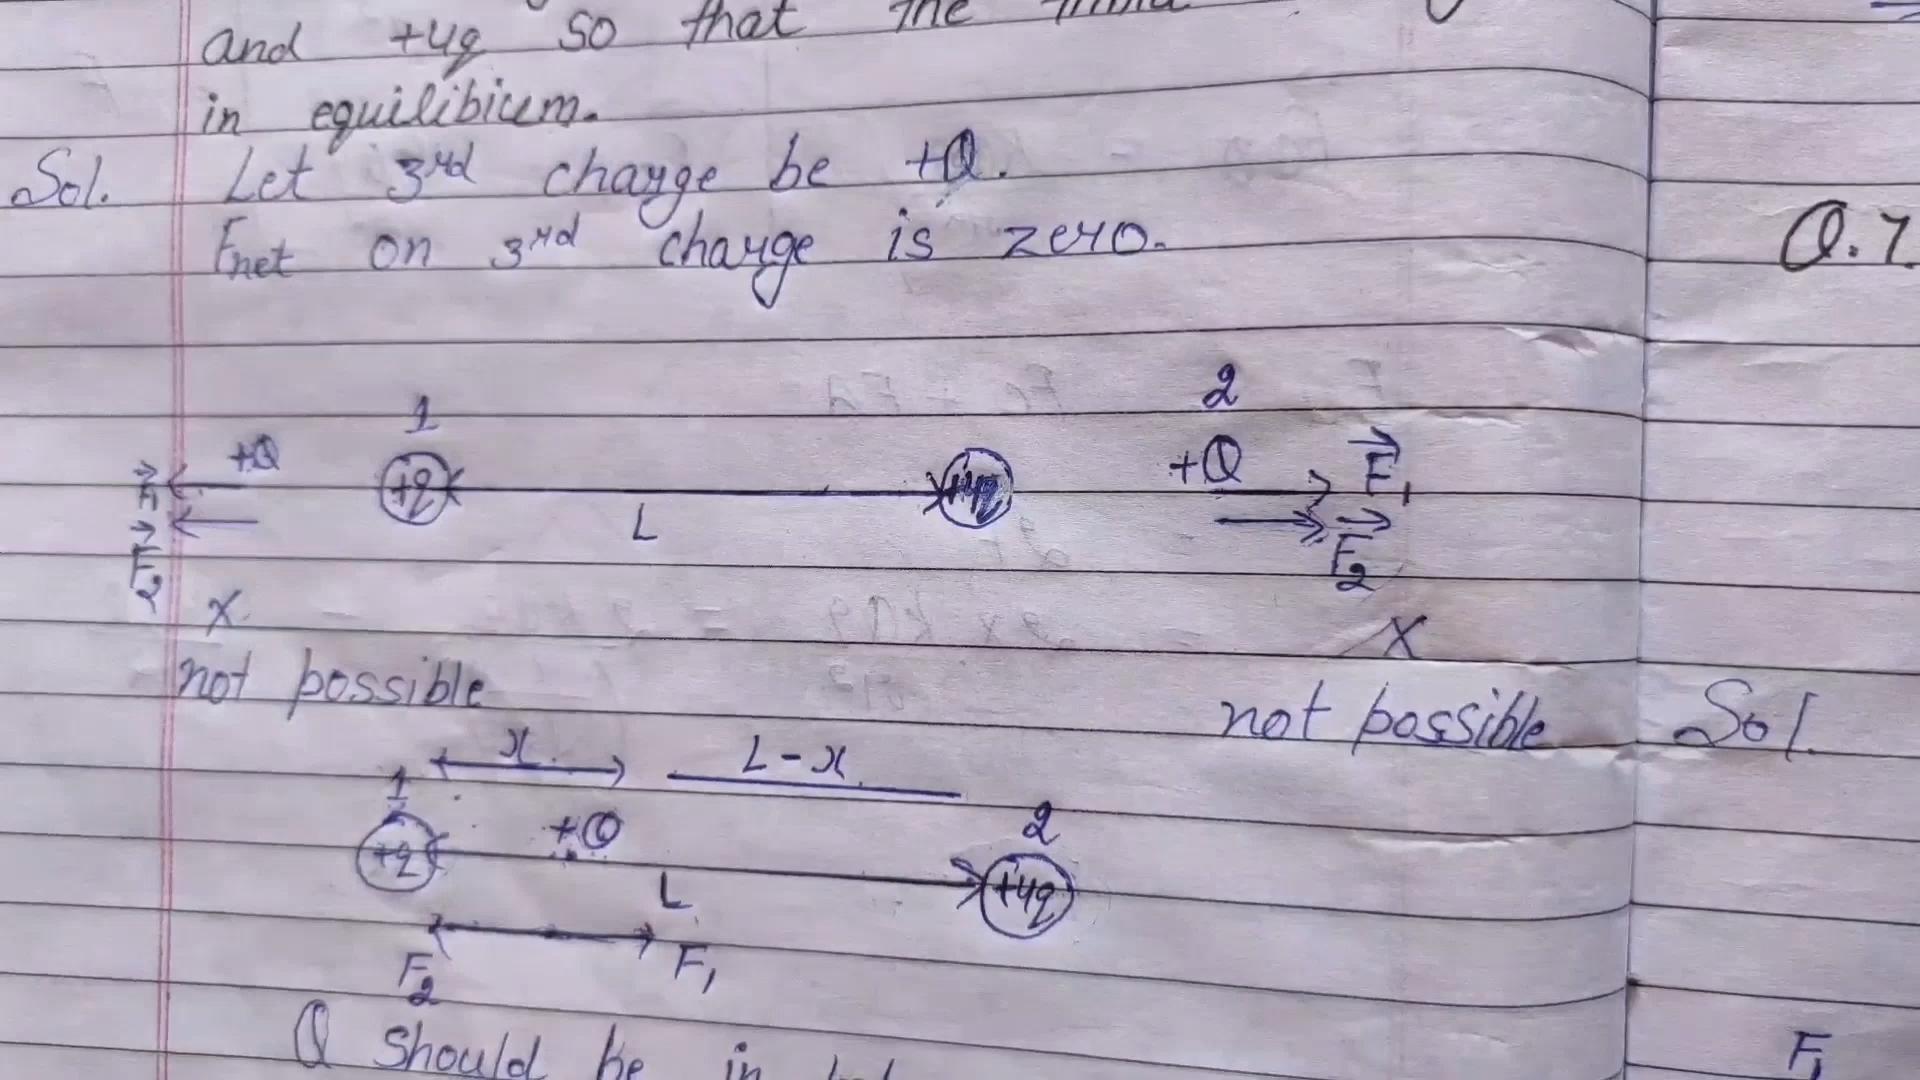 and +4q so that the
in equilibium.
Sol. Let 3rd charge be +Q.
Fnet on 3rd charge is zero.
Q.7.
1 2
+Q +q +4q +Q F₁
F₁
L
F₂ F₂
X X
not possible not possible Sol.
x L-x
1 2
+q +Q +4q
L
F₂ F₁
Q should be in
F₁